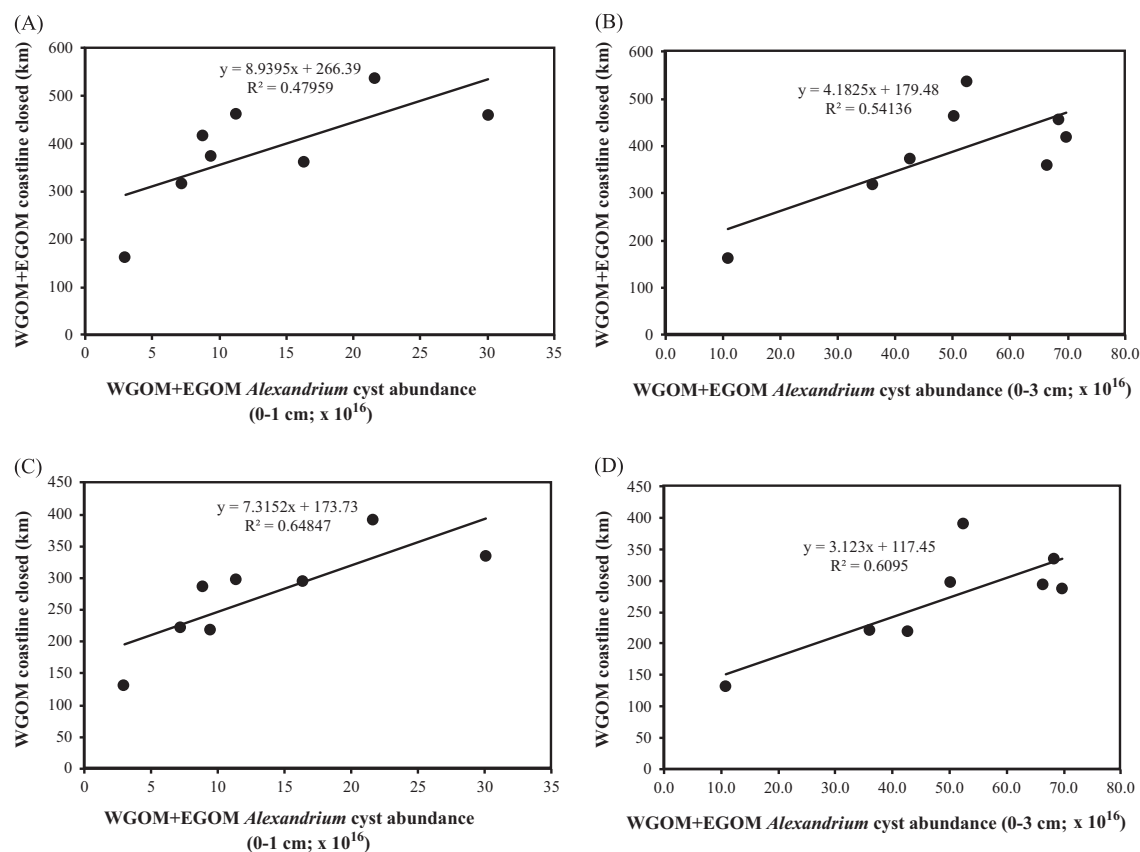 (A)
WGOM+EGOM coastline closed (km)
600
500
400
300
200
100
0
y = 8.9395x + 266.39
R² = 0.47959
0 5 10 15 20 25 30 35
WGOM+EGOM Alexandrium cyst abundance
(0-1 cm; x 10¹⁶)
(B)
WGOM+EGOM coastline closed (km)
600
500
400
300
200
100
0
y = 4.1825x + 179.48
R² = 0.54136
0.0 10.0 20.0 30.0 40.0 50.0 60.0 70.0 80.0
WGOM+EGOM Alexandrium cyst abundance (0-3 cm; x 10¹⁶)
(C)
WGOM coastline closed (km)
450
400
350
300
250
200
150
100
50
0
y = 7.3152x + 173.73
R² = 0.64847
0 5 10 15 20 25 30 35
WGOM+EGOM Alexandrium cyst abundance
(0-1 cm; x 10¹⁶)
(D)
WGOM coastline closed (km)
450
400
350
300
250
200
150
100
50
0
y = 3.123x + 117.45
R² = 0.6095
0.0 10.0 20.0 30.0 40.0 50.0 60.0 70.0 80.0
WGOM+EGOM Alexandrium cyst abundance (0-3 cm; x 10¹⁶)